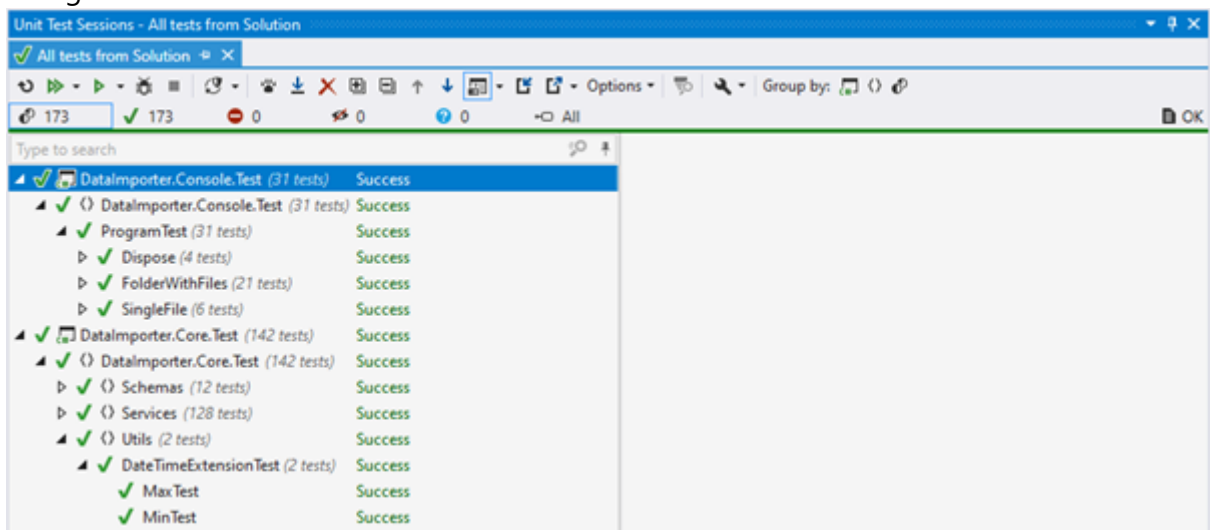 Unit Test Sessions - All tests from Solution
All tests from Solution
Options Group by:
173 173 0 0 0 All OK
Type to search
DataImporter.Console.Test (31 tests) Success
DataImporter.Console.Test (31 tests) Success
ProgramTest (31 tests) Success
Dispose (4 tests) Success
FolderWithFiles (21 tests) Success
SingleFile (6 tests) Success
DataImporter.Core.Test (142 tests) Success
DataImporter.Core.Test (142 tests) Success
Schemas (12 tests) Success
Services (128 tests) Success
Utils (2 tests) Success
DateTimeExtensionTest (2 tests) Success
MaxTest Success
MinTest Success